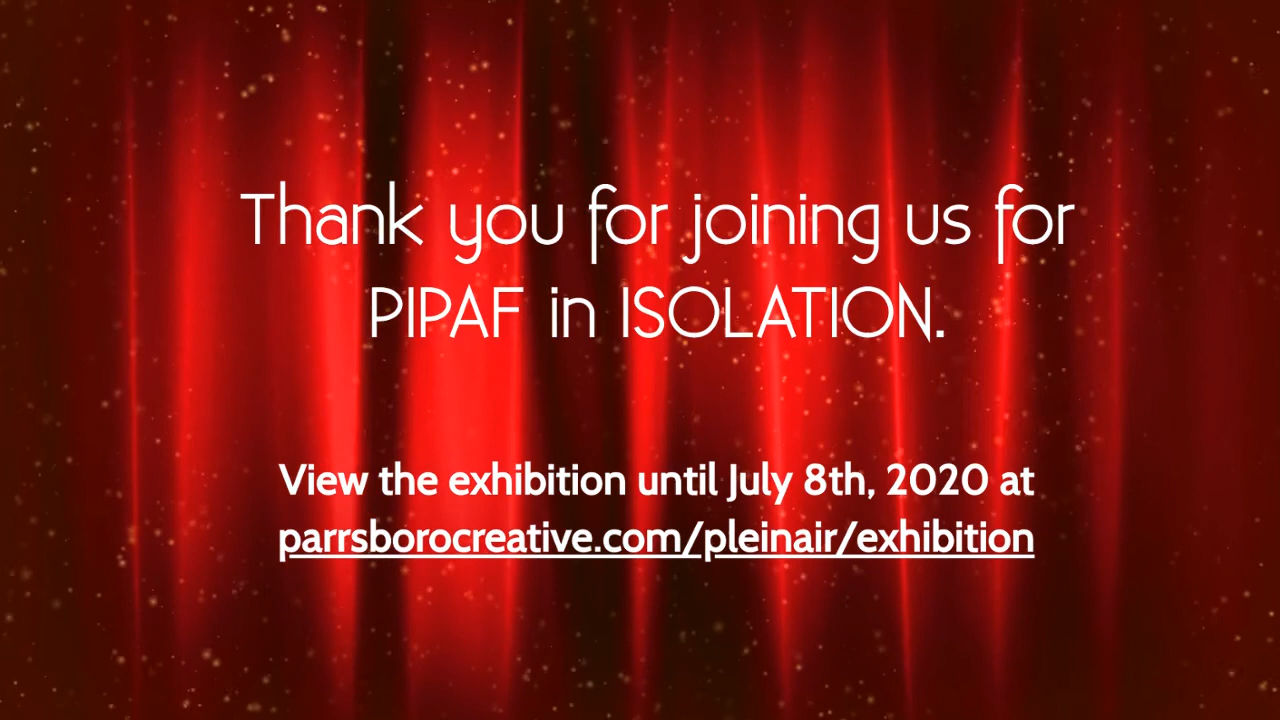 Thank you for joining us for
PIPAF in ISOLATION.
View the exhibition until July 8th, 2020 at
parrsborocreative.com/pleinair/exhibition